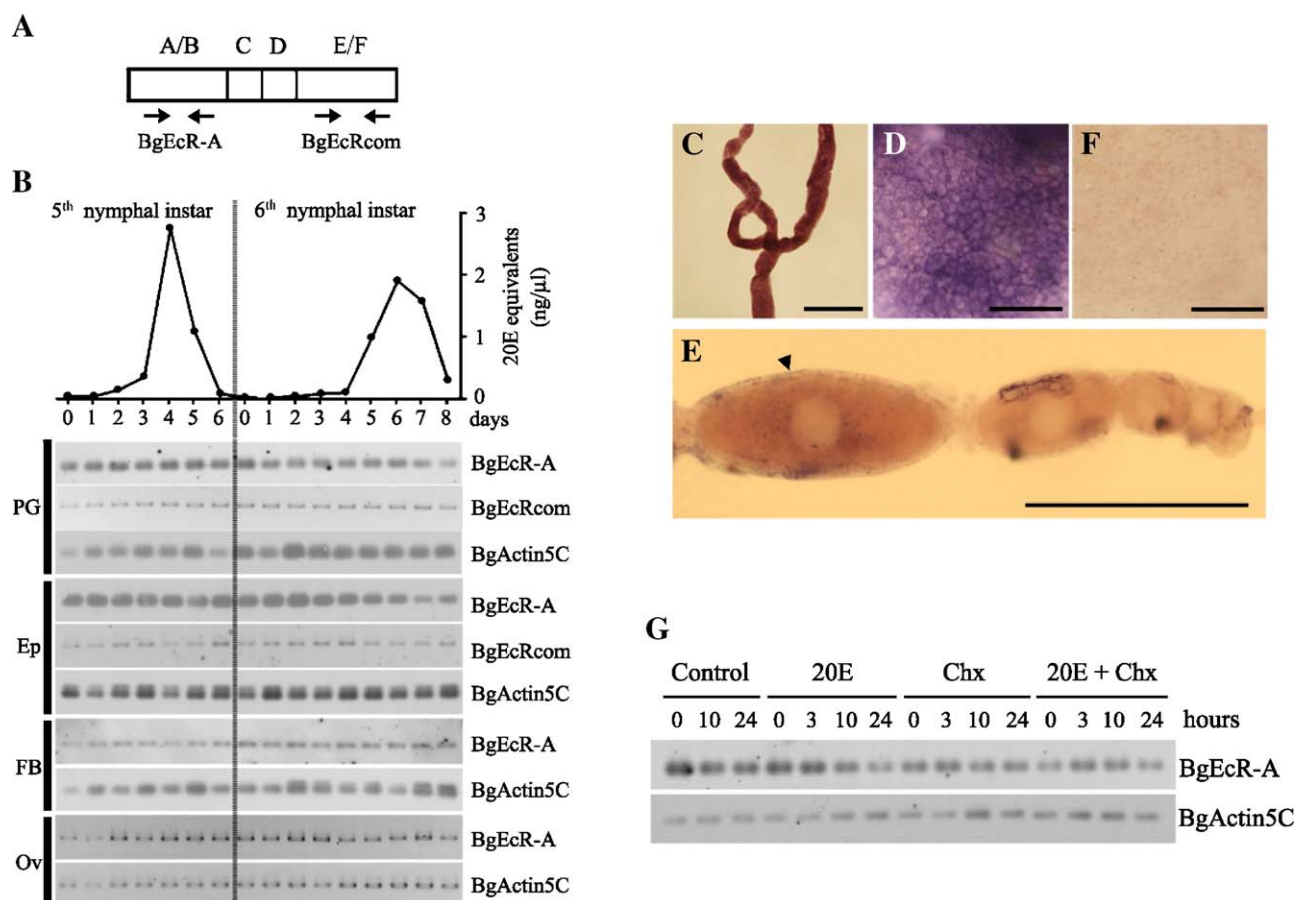 A
A/B C D E/F
BgEcR-A BgEcRcom
B
5th nymphal instar 6th nymphal instar
3
2
1
0
20E equivalents
(ng/µl)
0 1 2 3 4 5 6 0 1 2 3 4 5 6 7 8 days
PG
BgEcR-A
BgEcRcom
BgActin5C
Ep
BgEcR-A
BgEcRcom
BgActin5C
FB
BgEcR-A
BgActin5C
Ov
BgEcR-A
BgActin5C
C D F
E
G
Control 20E Chx 20E + Chx
0 10 24 0 3 10 24 0 3 10 24 0 3 10 24 hours
BgEcR-A
BgActin5C